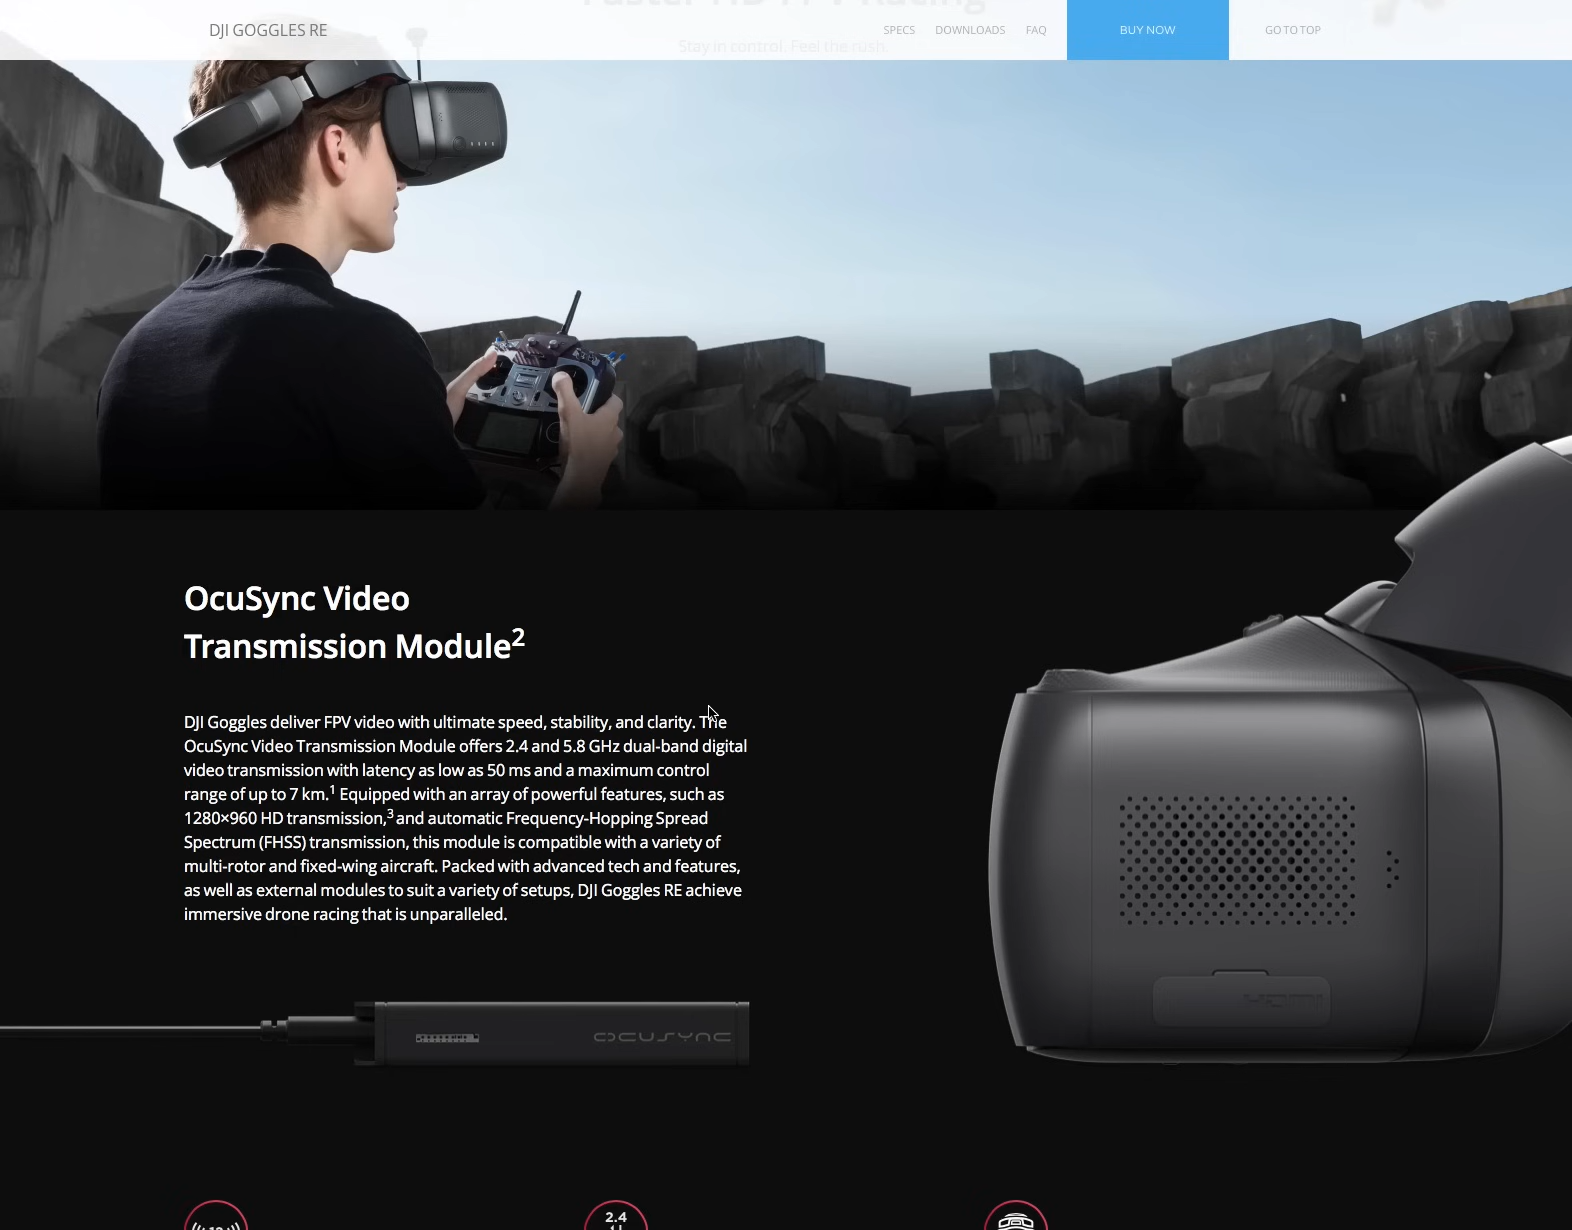 DJI GOGGLES RE
SPECS
DOWNLOADS
FAQ
BUY NOW
GO TO TOP
Stay in control. Feel the rush.
OcuSync Video
Transmission Module2
DJI Goggles deliver FPV video with ultimate speed, stability, and clarity. The
OcuSync Video Transmission Module offers 2.4 and 5.8 GHz dual-band digital
video transmission with latency as low as 50 ms and a maximum control
range of up to 7 km.1 Equipped with an array of powerful features, such as
1280×960 HD transmission,3 and automatic Frequency-Hopping Spread
Spectrum (FHSS) transmission, this module is compatible with a variety of
multi-rotor and fixed-wing aircraft. Packed with advanced tech and features,
as well as external modules to suit a variety of setups, DJI Goggles RE achieve
immersive drone racing that is unparalleled.
HDMI
OCUSYNC
2.4